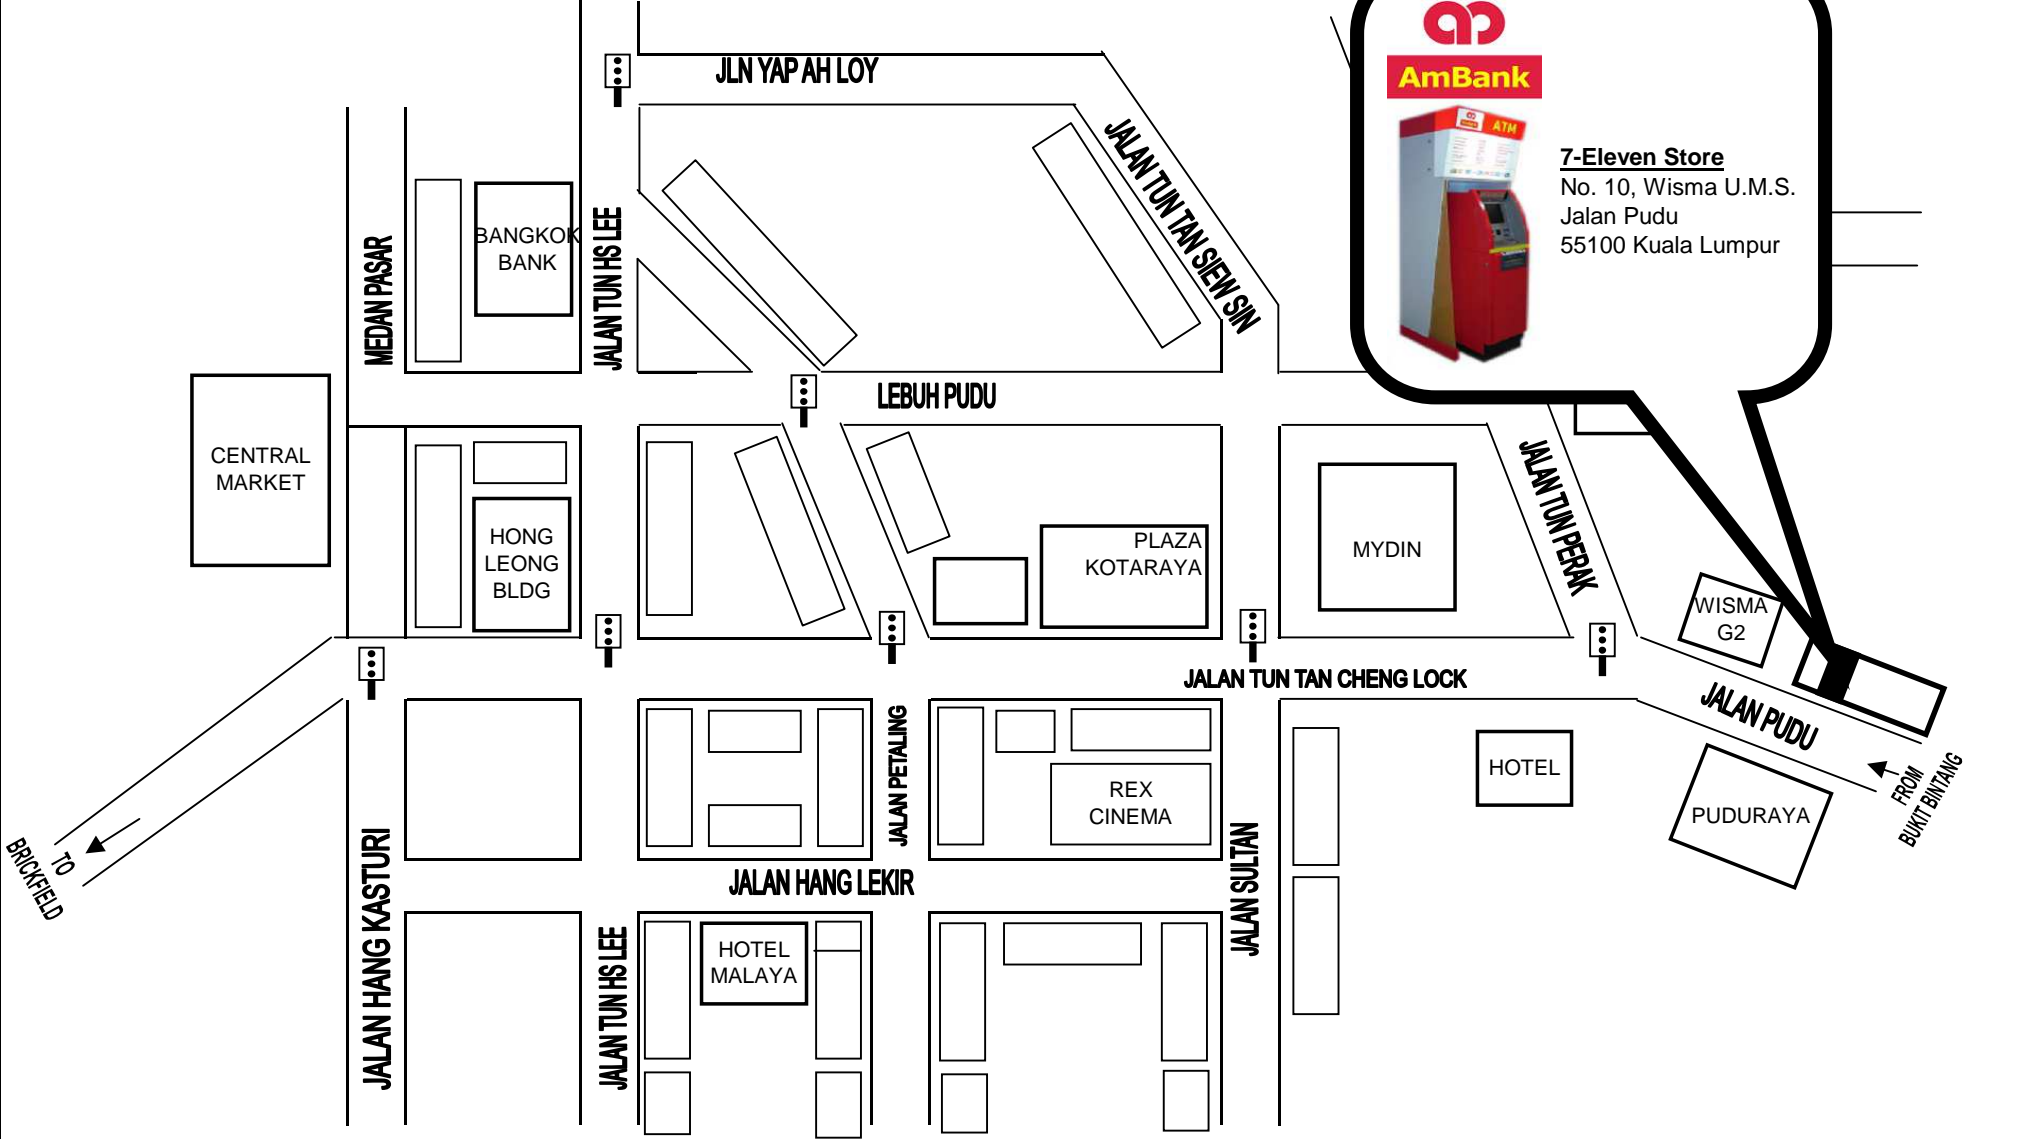 JLN YAP AH LOY
AmBank
ATM
7-Eleven Store
No. 10, Wisma U.M.S.
Jalan Pudu
55100 Kuala Lumpur
JALAN TUN TAN SIEW SIN
MEDAN PASAR
BANGKOK
BANK
JALAN TUN HS LEE
LEBUH PUDU
CENTRAL
MARKET
HONG
LEONG
BLDG
PLAZA
KOTARAYA
MYDIN
JALAN TUN PERAK
WISMA
G2
JALAN TUN TAN CHENG LOCK
JALAN PUDU
FROM
BUKIT BINTANG
HOTEL
PUDURAYA
JALAN PETALING
REX
CINEMA
TO
BRICKFIELD
JALAN HANG KASTURI
JALAN HANG LEKIR
JALAN SULTAN
JALAN TUN HS LEE
HOTEL
MALAYA